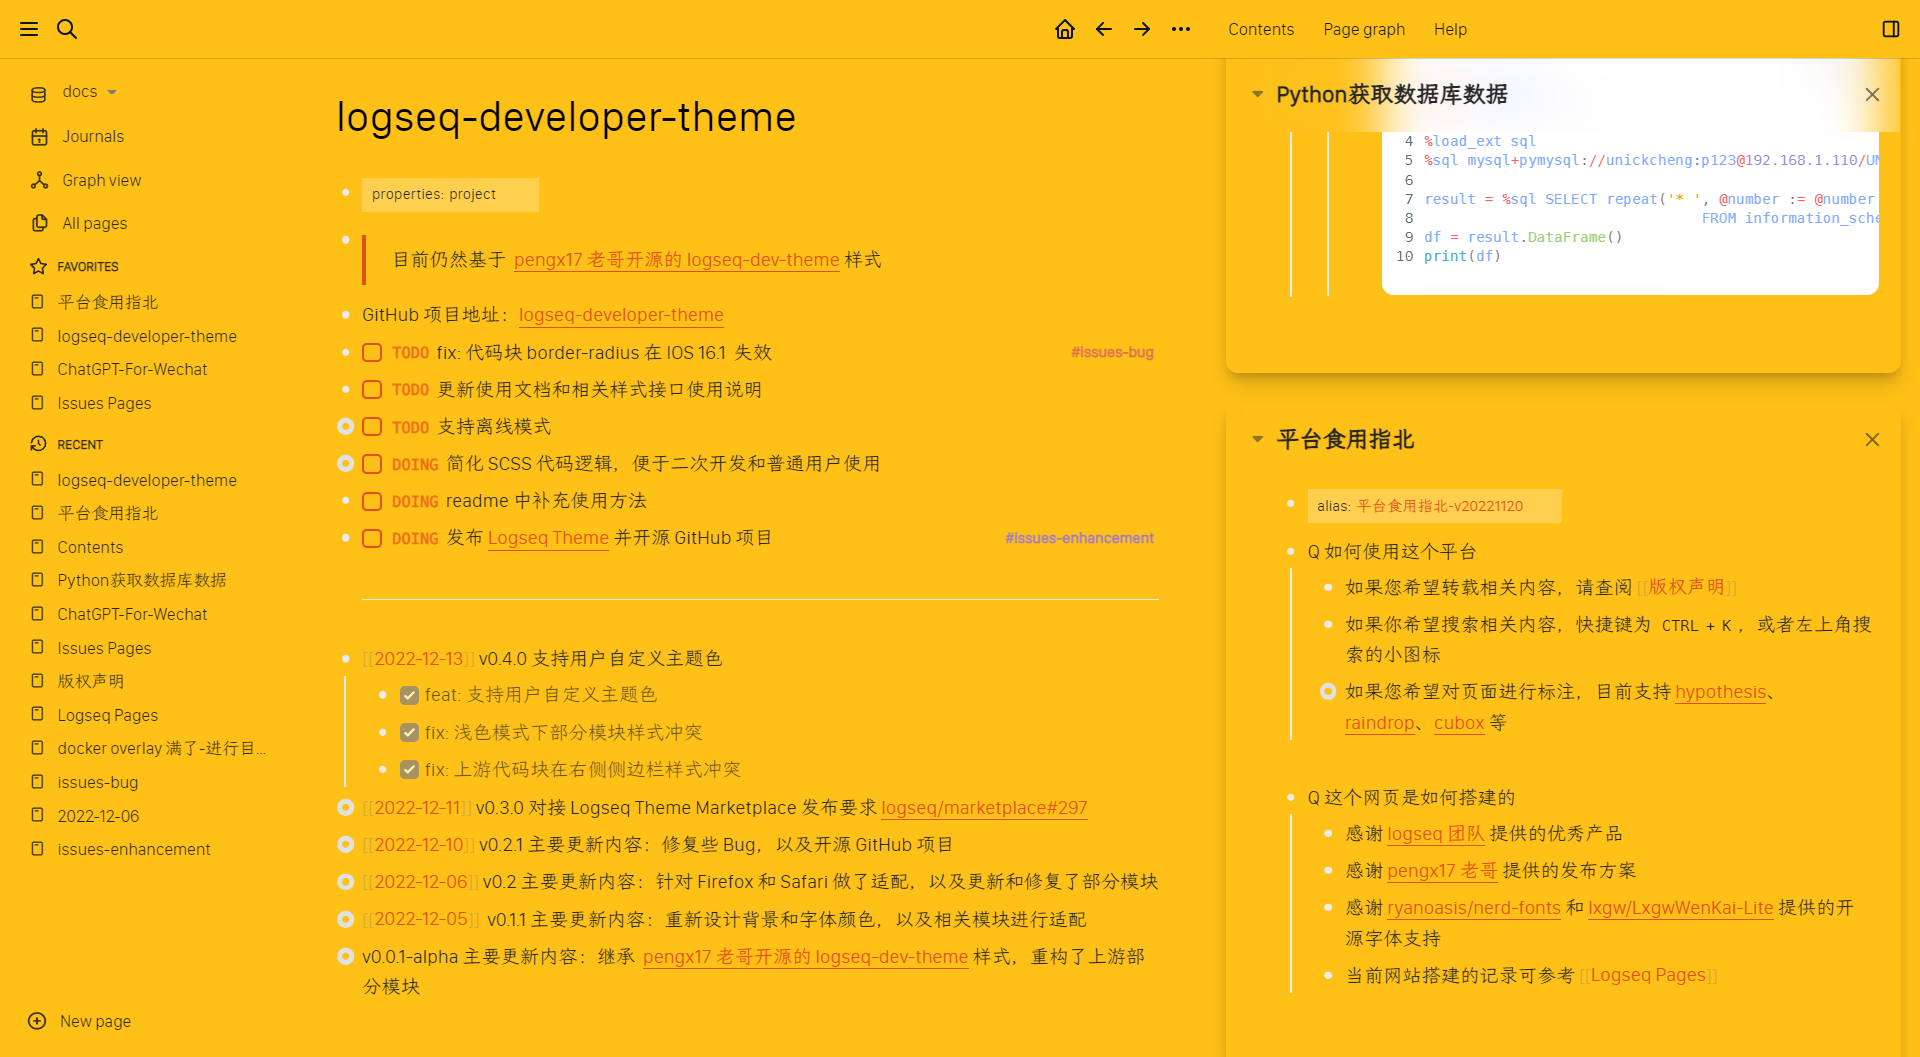 Contents
Page graph
Help
docs
Journals
Graph view
All pages
FAVORITES
平台食用指北
logseq-developer-theme
ChatGPT-For-Wechat
Issues Pages
RECENT
logseq-developer-theme
平台食用指北
Contents
Python获取数据库数据
ChatGPT-For-Wechat
Issues Pages
版权声明
Logseq Pages
docker overlay 满了-进行目...
issues-bug
2022-12-06
issues-enhancement
New page
logseq-developer-theme
properties: project
目前仍然基于 pengx17 老哥开源的 logseq-dev-theme 样式
GitHub 项目地址： logseq-developer-theme
TODO fix: 代码块 border-radius 在 IOS 16.1 失效 #issues-bug
TODO 更新使用文档和相关样式接口使用说明
TODO 支持离线模式
DOING 简化 SCSS 代码逻辑，便于二次开发和普通用户使用
DOING readme 中补充使用方法
DOING 发布 Logseq Theme 并开源 GitHub 项目 #issues-enhancement
[[2022-12-13]] v0.4.0 支持用户自定义主题色
feat: 支持用户自定义主题色
fix: 浅色模式下部分模块样式冲突
fix: 上游代码块在右侧侧边栏样式冲突
[[2022-12-11]] v0.3.0 对接 Logseq Theme Marketplace 发布要求 logseq/marketplace#297
[[2022-12-10]] v0.2.1 主要更新内容：修复些 Bug，以及开源 GitHub 项目
[[2022-12-06]] v0.2 主要更新内容：针对 Firefox 和 Safari 做了适配，以及更新和修复了部分模块
[[2022-12-05]] v0.1.1 主要更新内容：重新设计背景和字体颜色，以及相关模块进行适配
v0.0.1-alpha 主要更新内容：继承 pengx17 老哥开源的 logseq-dev-theme 样式，重构了上游部
分模块
Python获取数据库数据
4 %load_ext sql
5 %sql mysql+pymysql://unickcheng:p123@192.168.1.110/UN
6
7 result = %sql SELECT repeat('* ', @number := @number
8 FROM information_sche
9 df = result.DataFrame()
10 print(df)
平台食用指北
alias: 平台食用指北-v20221120
Q 如何使用这个平台
如果您希望转载相关内容，请查阅 [[版权声明]]
如果你希望搜索相关内容，快捷键为 CTRL + K ，或者左上角搜
索的小图标
如果您希望对页面进行标注，目前支持 hypothesis、
raindrop、cubox 等
Q 这个网页是如何搭建的
感谢 logseq 团队 提供的优秀产品
感谢 pengx17 老哥 提供的发布方案
感谢 ryanoasis/nerd-fonts 和 lxgw/LxgwWenKai-Lite 提供的开
源字体支持
当前网站搭建的记录可参考 [[Logseq Pages]]